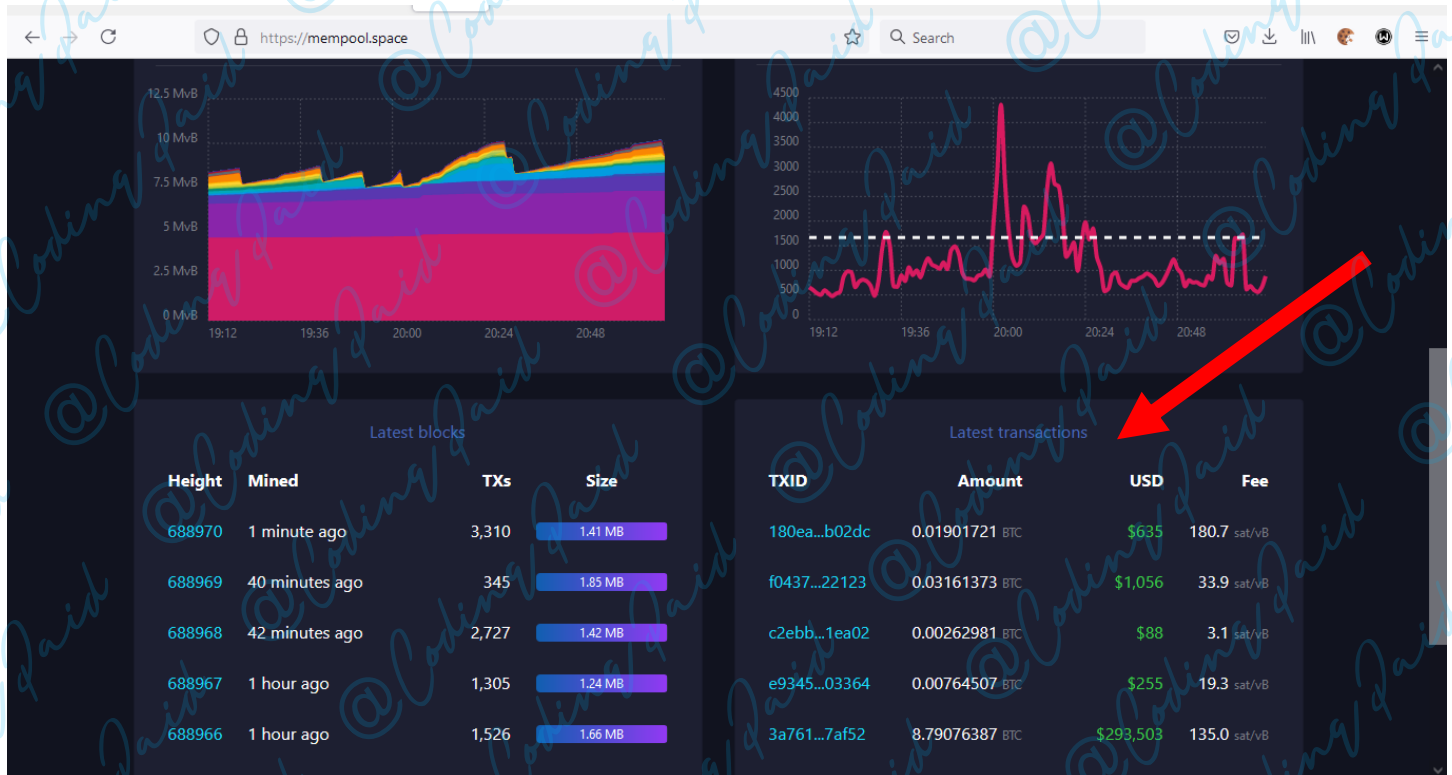 https://mempool.space
Search
12.5 MvB
10 MvB
7.5 MvB
5 MvB
2.5 MvB
0 MvB
19:12 19:36 20:00 20:24 20:48
4500
4000
3500
3000
2500
2000
1500
1000
500
0
19:12 19:36 20:00 20:24 20:48
Latest blocks
Height Mined TXs Size
688970 1 minute ago 3,310 1.41 MB
688969 40 minutes ago 345 1.85 MB
688968 42 minutes ago 2,727 1.42 MB
688967 1 hour ago 1,305 1.24 MB
688966 1 hour ago 1,526 1.66 MB
Latest transactions
TXID Amount USD Fee
180ea...b02dc 0.01901721 BTC $635 180.7 sat/vB
f0437...22123 0.03161373 BTC $1,056 33.9 sat/vB
c2ebb...1ea02 0.00262981 BTC $88 3.1 sat/vB
e9345...03364 0.00764507 BTC $255 19.3 sat/vB
3a761...7af52 8.79076387 BTC $293,503 135.0 sat/vB